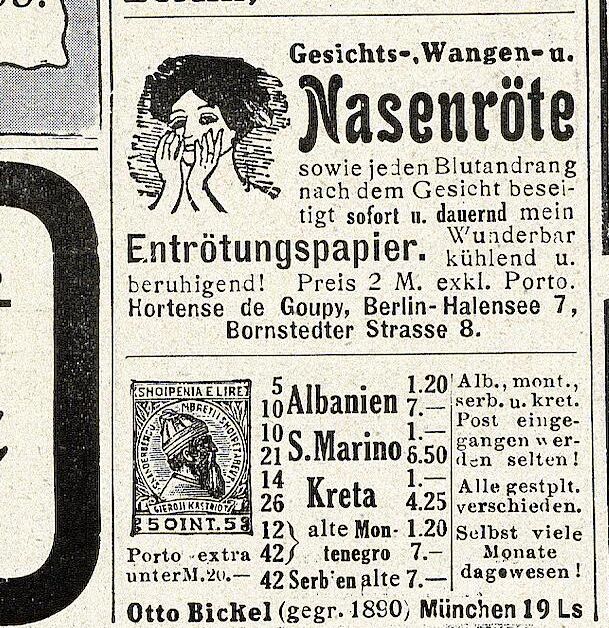 Gesichts-, Wangen- u.
Nasenröte
sowie jeden Blutandrang
nach dem Gesicht besei-
tigt sofort u. dauernd mein
Entrötungspapier. Wunderbar
kühlend u.
beruhigend! Preis 2 M. exkl. Porto.
Hortense de Goupy, Berlin-Halensee 7,
Bornstedter Strasse 8.
SHQIPENIA E LIRE
GJERGJI KASTRIOT
5 QINT. 5
Porto extra
unter M. 20.—
5 Albanien 1.20
10 7.—
10 S. Marino 1.—
21 6.50
14 Kreta 1.—
26 4.25
12 alte Mon- 1.20
42 tenegro 7.—
42 Serbien alte 7.—
Alb., mont.,
serb. u. kret.
Post einge-
gangen wer-
den selten!
Alle gestplt.
verschieden.
Selbst viele
Monate
dagewesen!
Otto Bickel (gegr. 1890) München 19 Ls